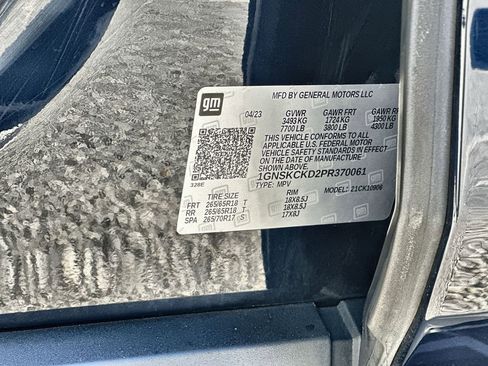 gm
MFD BY GENERAL MOTORS LLC
04/23 GVWR GAWR FRT GAWR RR
3493 KG 1724 KG 1950 KG
7700 LB 3800 LB 4300 LB
THIS VEHICLE CONFORMS TO ALL
APPLICABLE U.S. FEDERAL MOTOR
VEHICLE SAFETY STANDARDS IN
EFFECT ON THE DATE OF MANUFACTURE
SHOWN ABOVE.
1GNSKCKD2PR370061
328E TYPE: MPV MODEL: 21CK10906
RIM
FRT 265/65R18 T 18X8.5J
RR 265/65R18 T 18X8.5J
SPA 265/70R17 S 17X8J